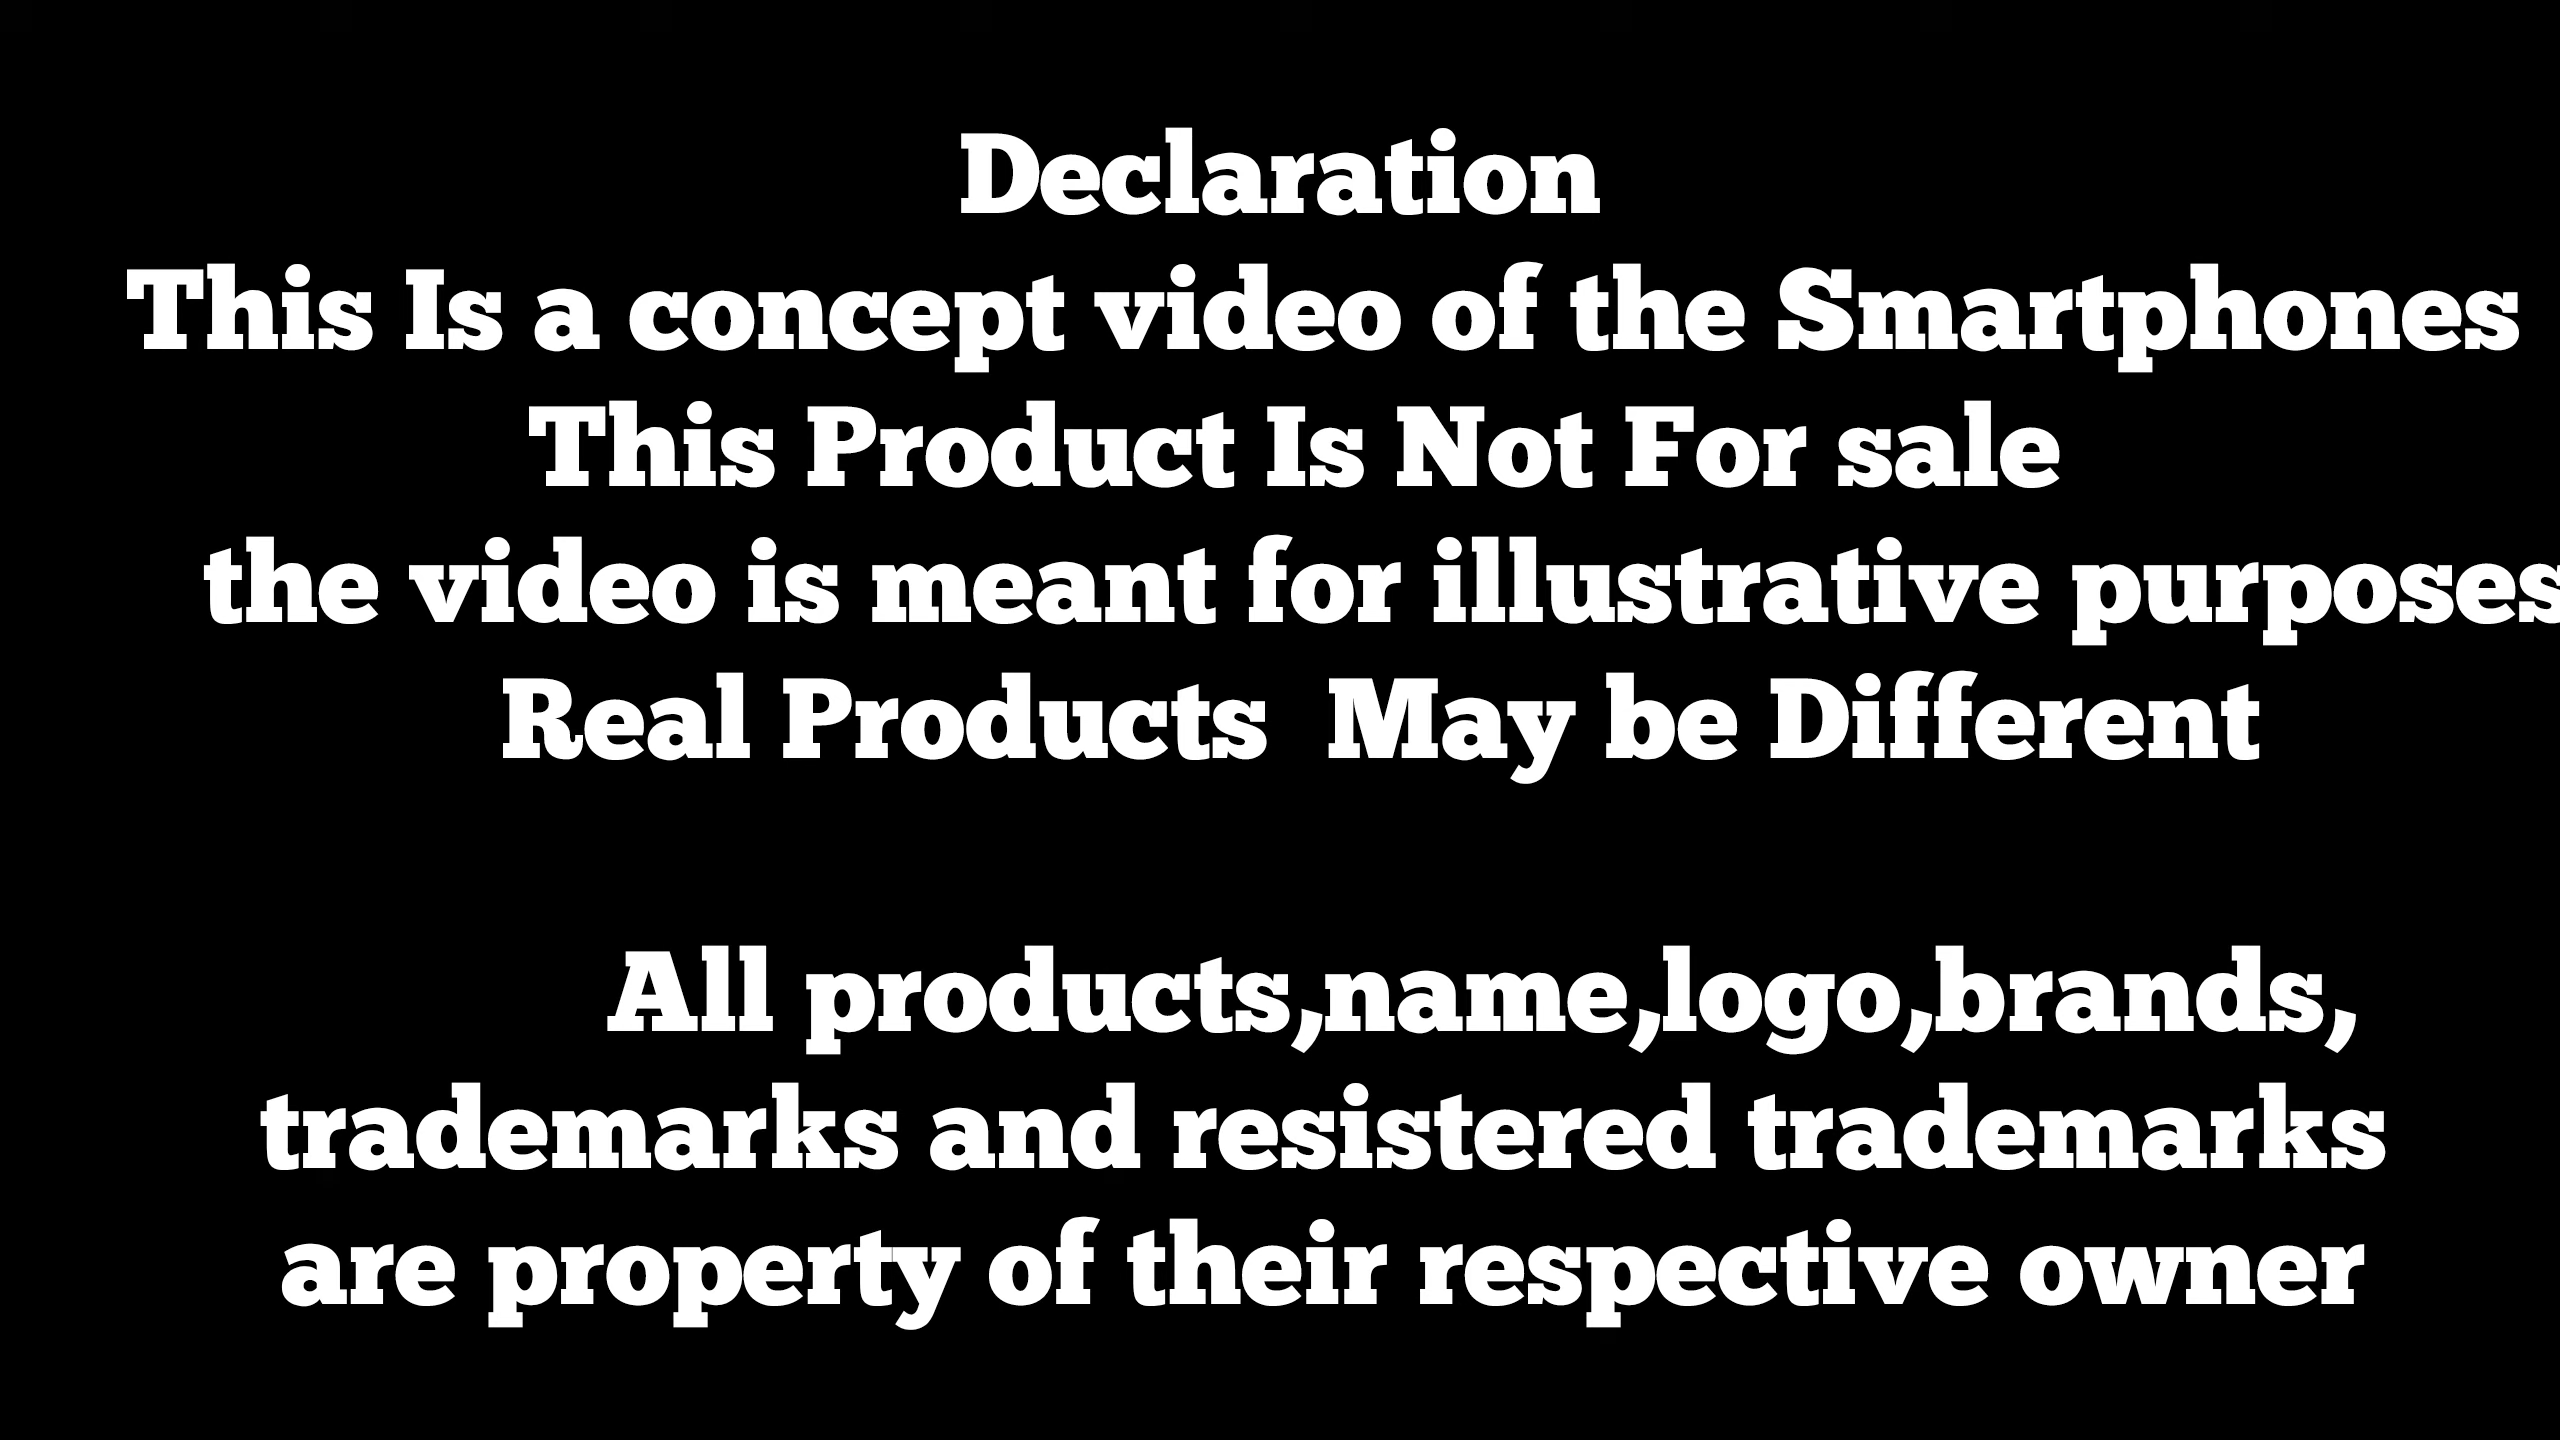 Declaration
This Is a concept video of the Smartphones
This Product Is Not For sale
the video is meant for illustrative purposes
Real Products  May be Different
All products,name,logo,brands,
trademarks and resistered trademarks
are property of their respective owner